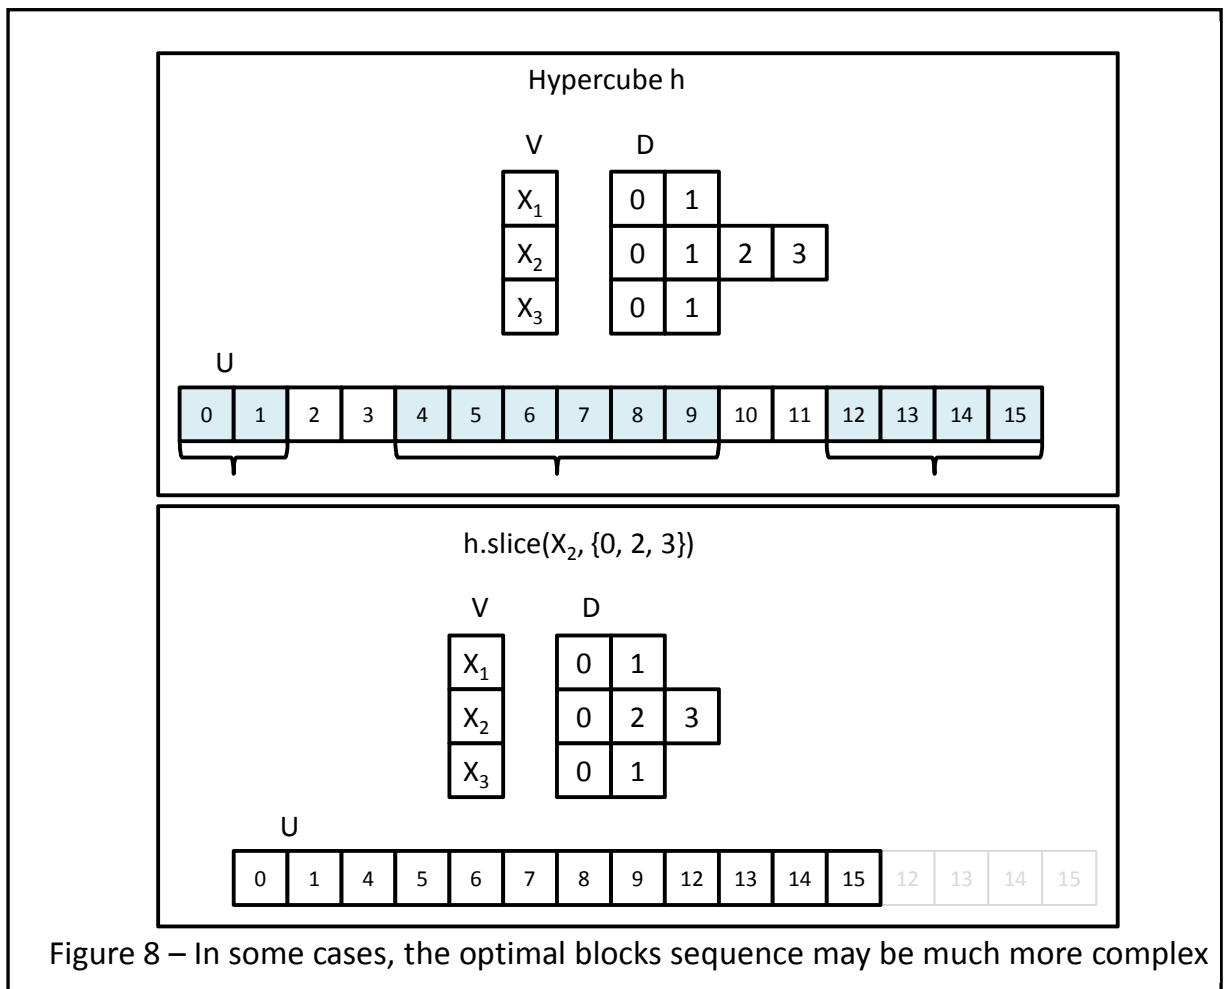 Hypercube h
V D
X₁ 0 1
X₂ 0 1 2 3
X₃ 0 1
U
0 1 2 3 4 5 6 7 8 9 10 11 12 13 14 15
h.slice(X₂, {0, 2, 3})
V D
X₁ 0 1
X₂ 0 2 3
X₃ 0 1
U
0 1 4 5 6 7 8 9 12 13 14 15 12 13 14 15
Figure 8 – In some cases, the optimal blocks sequence may be much more complex